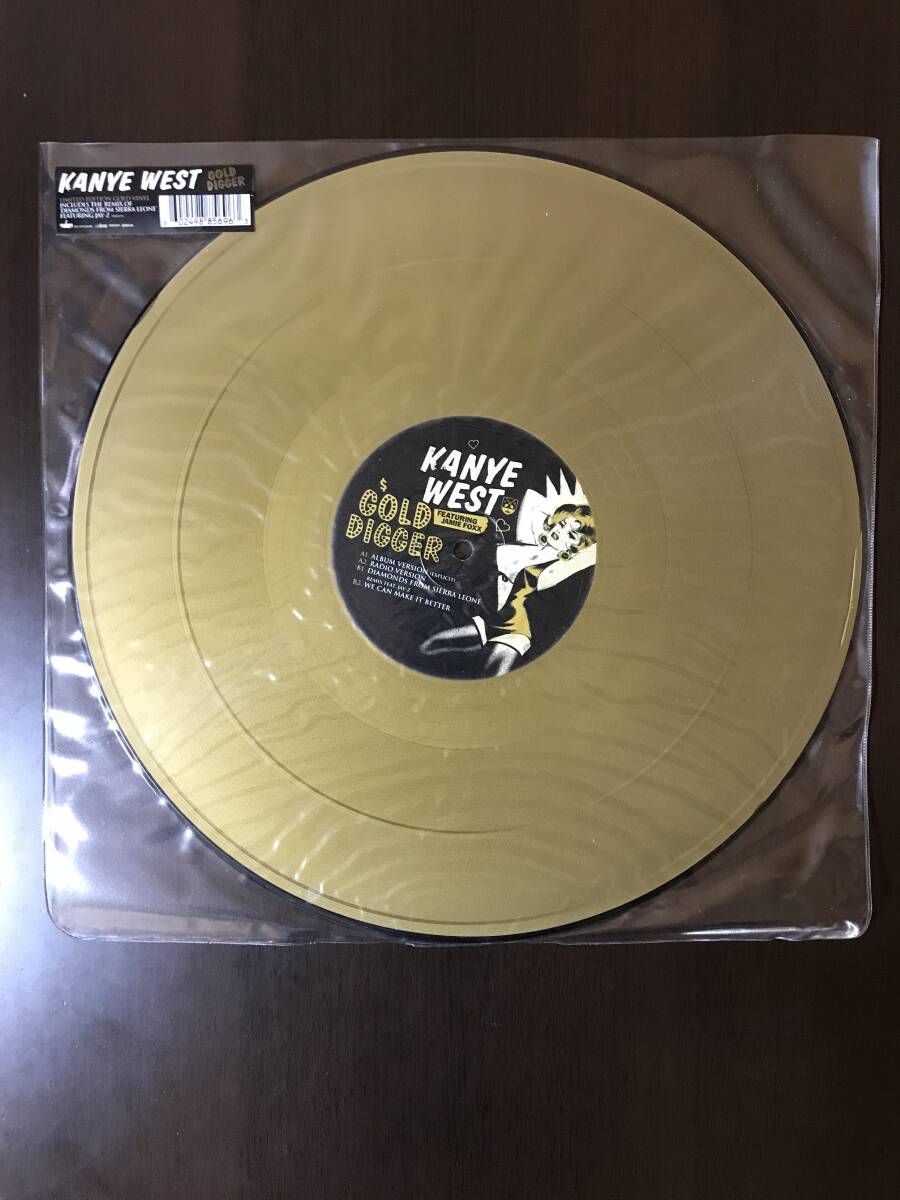 KANYE WEST GOLD DIGGER
LIMITED EDITION GOLD VINYL
INCLUDES THE REMIX OF
"DIAMONDS FROM SIERRA LEONE"
FEATURING JAY-Z
02498 85696
KANYE
WEST
$
GOLD
DIGGER
FEATURING
JAMIE FOXX
A1. ALBUM VERSION (EXPLICIT)
A2. RADIO VERSION
B1. DIAMONDS FROM SIERRA LEONE
REMIX FEAT. JAY-Z
B2. WE CAN MAKE IT BETTER